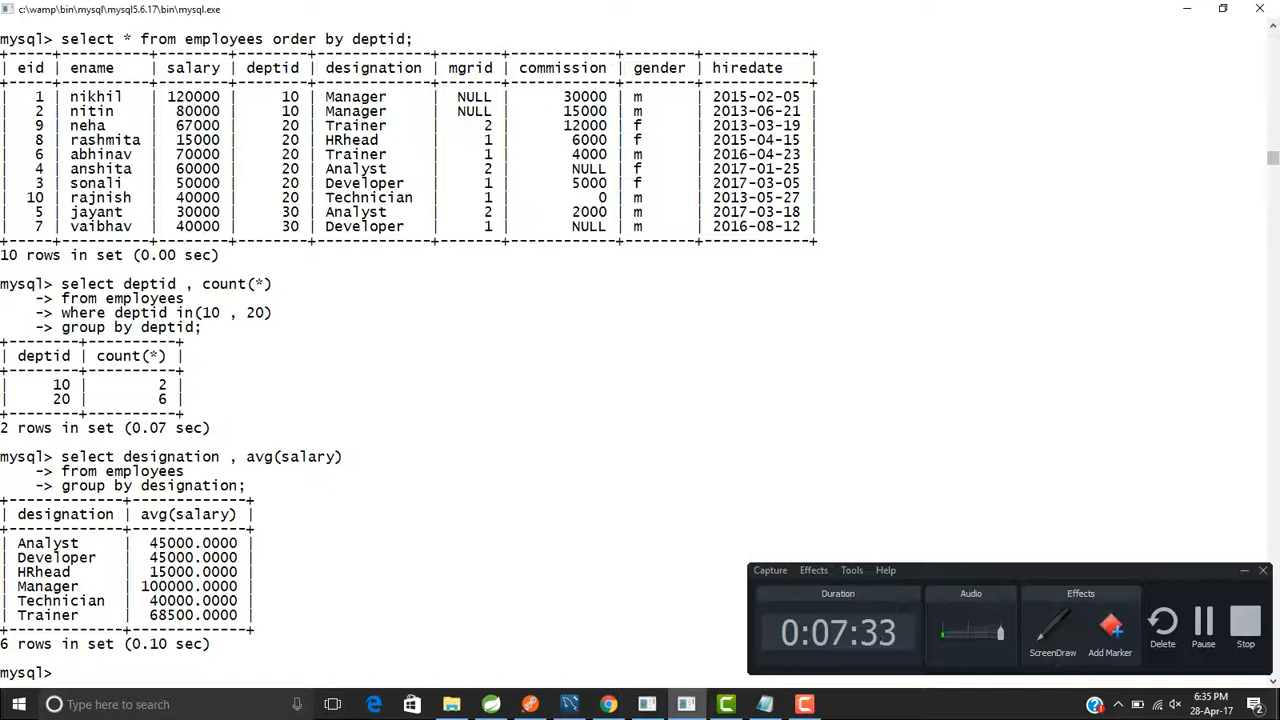 c:\wamp\bin\mysql\mysql5.6.17\bin\mysql.exe
mysql> select * from employees order by deptid;
+------+----------+--------+--------+-------------+-------+------------+--------+------------+
| eid | ename | salary | deptid | designation | mgrid | commission | gender | hiredate |
+------+----------+--------+--------+-------------+-------+------------+--------+------------+
| 1 | nikhil | 120000 | 10 | Manager | NULL | 30000 | m | 2015-02-05 |
| 2 | nitin | 80000 | 10 | Manager | NULL | 15000 | m | 2013-06-21 |
| 9 | neha | 67000 | 20 | Trainer | 2 | 12000 | f | 2013-03-19 |
| 8 | rashmita | 15000 | 20 | HRhead | 1 | 6000 | f | 2015-04-15 |
| 6 | abhinav | 70000 | 20 | Trainer | 1 | 4000 | m | 2016-04-23 |
| 4 | anshita | 60000 | 20 | Analyst | 2 | NULL | f | 2017-01-25 |
| 3 | sonali | 50000 | 20 | Developer | 1 | 5000 | f | 2017-03-05 |
| 10 | rajnish | 40000 | 20 | Technician | 1 | 0 | m | 2013-05-27 |
| 5 | jayant | 30000 | 30 | Analyst | 2 | 2000 | m | 2017-03-18 |
| 7 | vaibhav | 40000 | 30 | Developer | 1 | NULL | m | 2016-08-12 |
+------+----------+--------+--------+-------------+-------+------------+--------+------------+
10 rows in set (0.00 sec)
mysql> select deptid , count(*)
-> from employees
-> where deptid in(10 , 20)
-> group by deptid;
+--------+----------+
| deptid | count(*) |
+--------+----------+
| 10 | 2 |
| 20 | 6 |
+--------+----------+
2 rows in set (0.07 sec)
mysql> select designation , avg(salary)
-> from employees
-> group by designation;
+-------------+-------------+
| designation | avg(salary) |
+-------------+-------------+
| Analyst | 45000.0000 |
| Developer | 45000.0000 |
| HRhead | 15000.0000 |
| Manager | 100000.0000 |
| Technician | 40000.0000 |
| Trainer | 68500.0000 |
+-------------+-------------+
6 rows in set (0.10 sec)
mysql>
Capture Effects Tools Help
Duration Audio Effects
0:07:33
ScreenDraw Add Marker Delete Pause Stop
Type here to search
6:35 PM
28-Apr-17
2